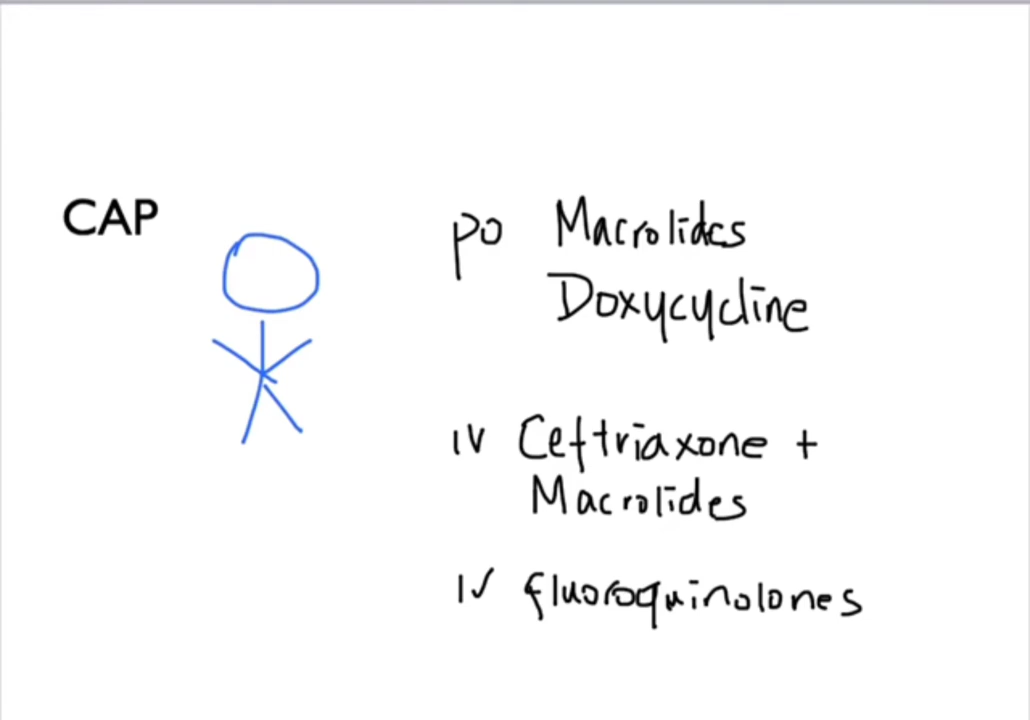 CAP
po Macrolides
Doxycycline
IV Ceftriaxone +
Macrolides
IV fluoroquinolones